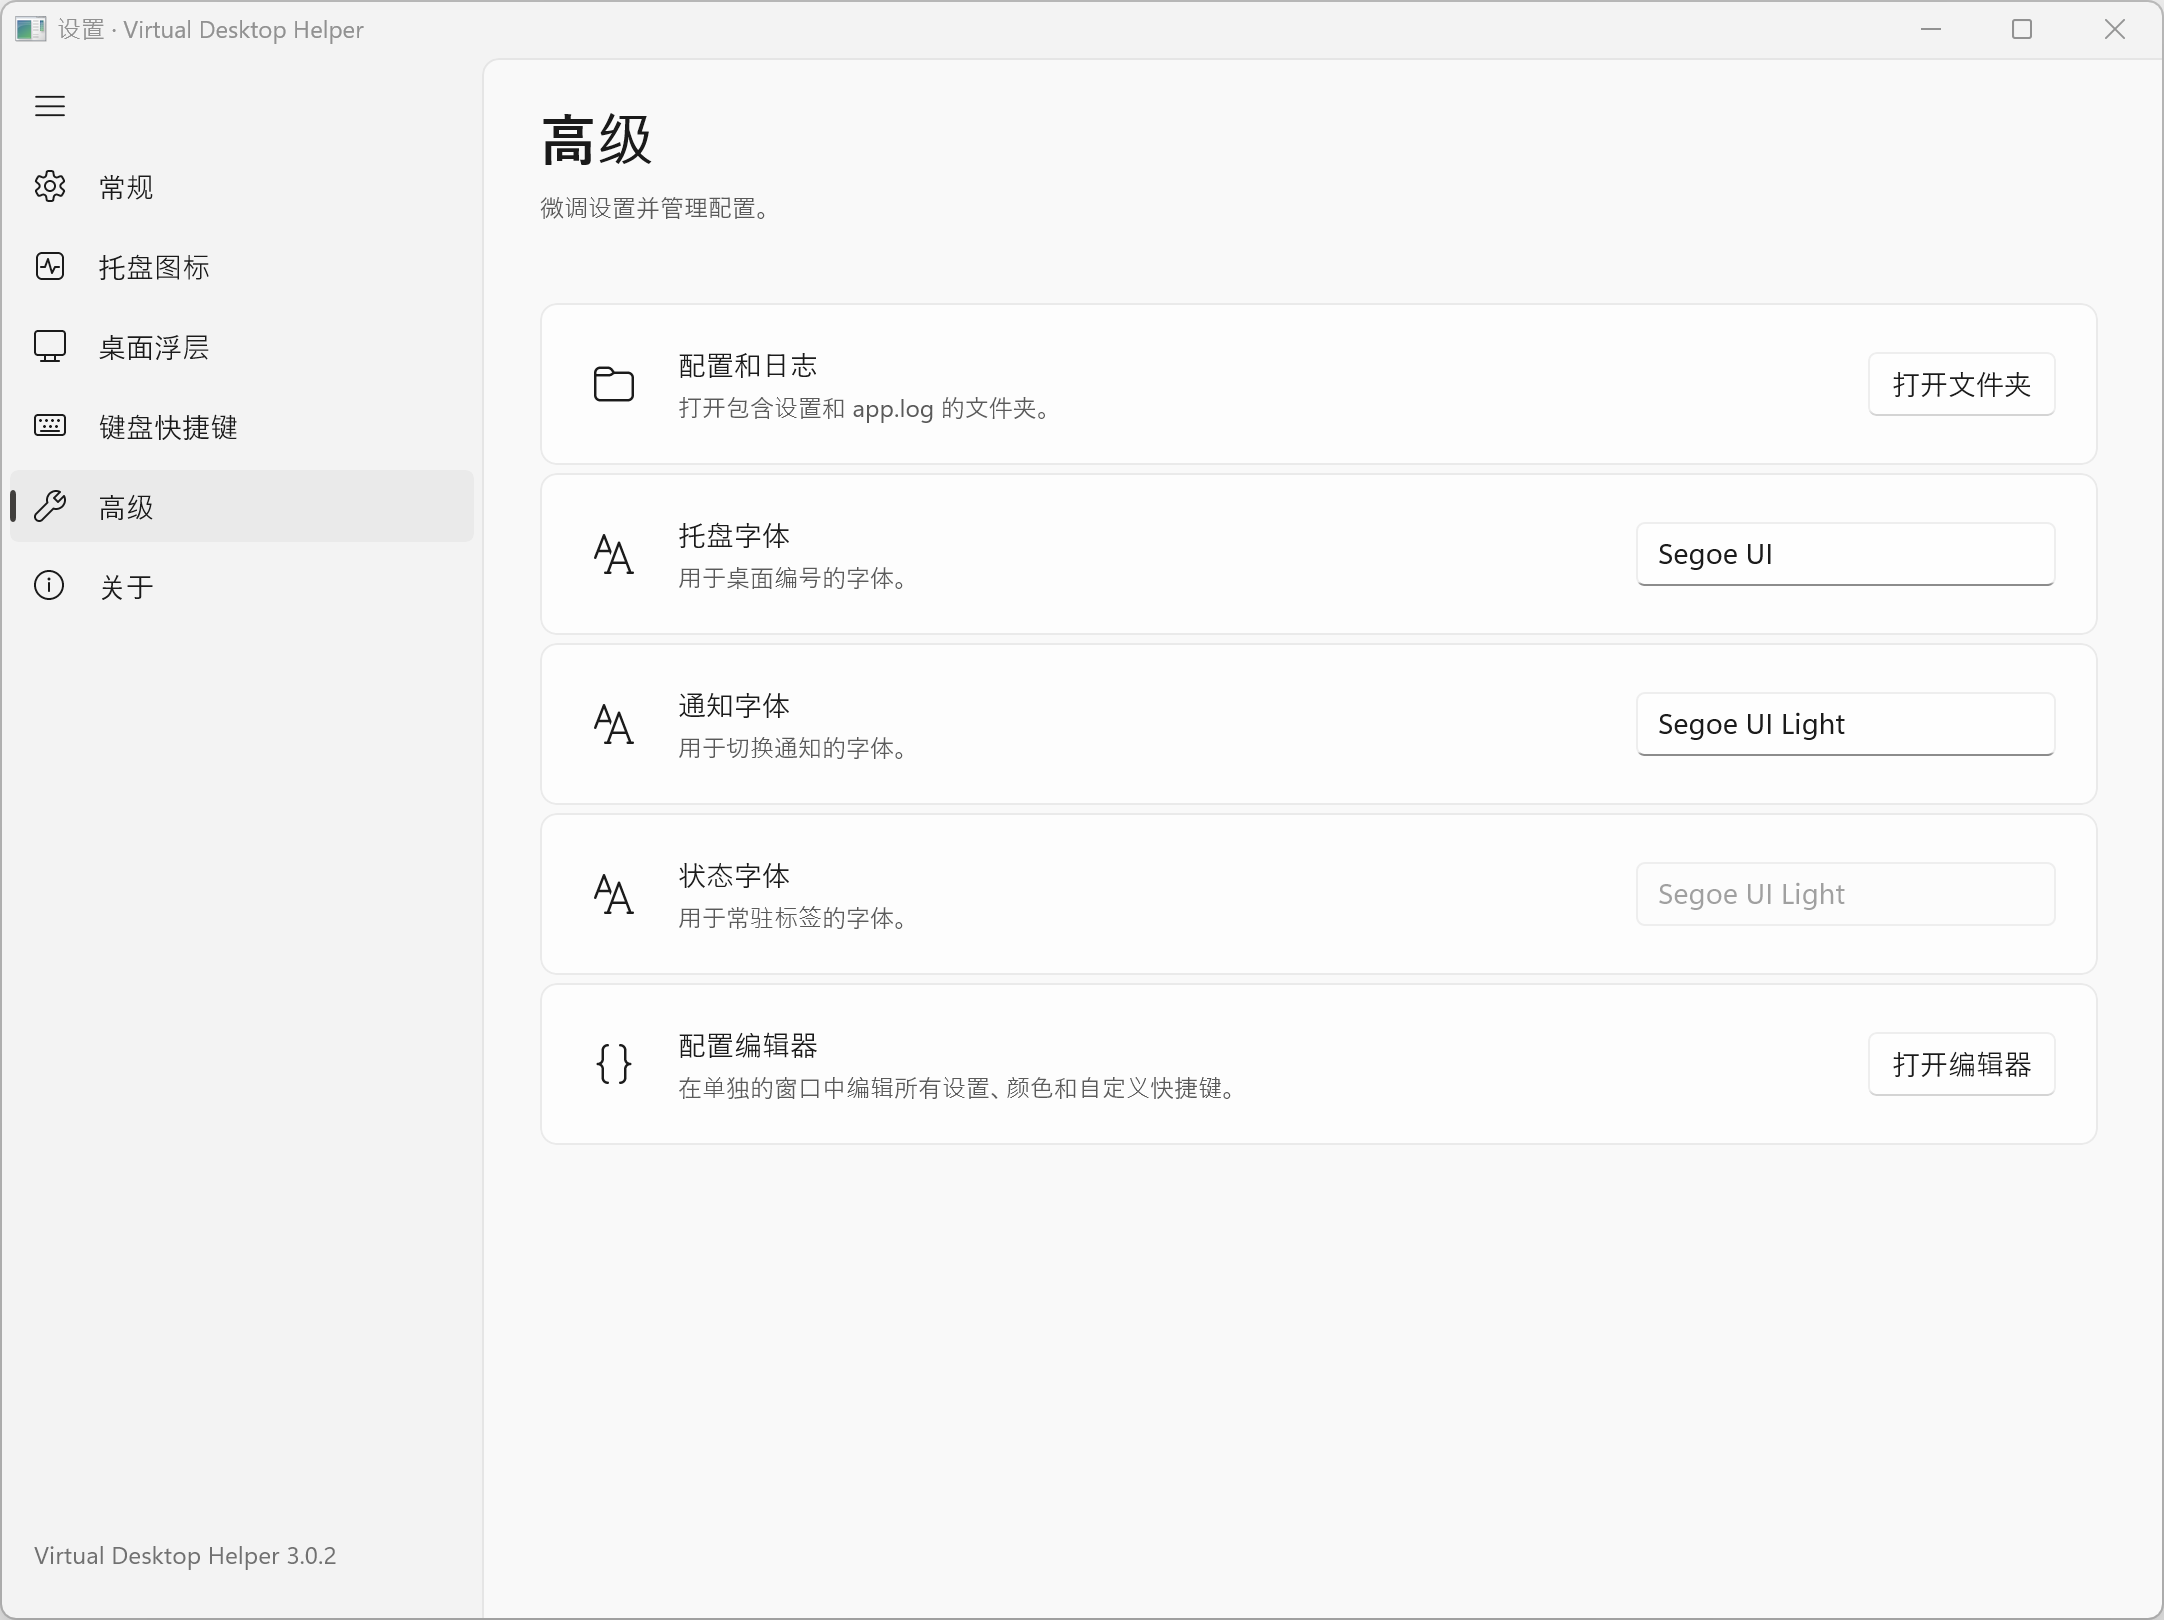 设置 · Virtual Desktop Helper
常规
托盘图标
桌面浮层
键盘快捷键
高级
关于
Virtual Desktop Helper 3.0.2
高级
微调设置并管理配置。
配置和日志
打开包含设置和 app.log 的文件夹。
打开文件夹
托盘字体
用于桌面编号的字体。
Segoe UI
通知字体
用于切换通知的字体。
Segoe UI Light
状态字体
用于常驻标签的字体。
Segoe UI Light
配置编辑器
在单独的窗口中编辑所有设置、颜色和自定义快捷键。
打开编辑器